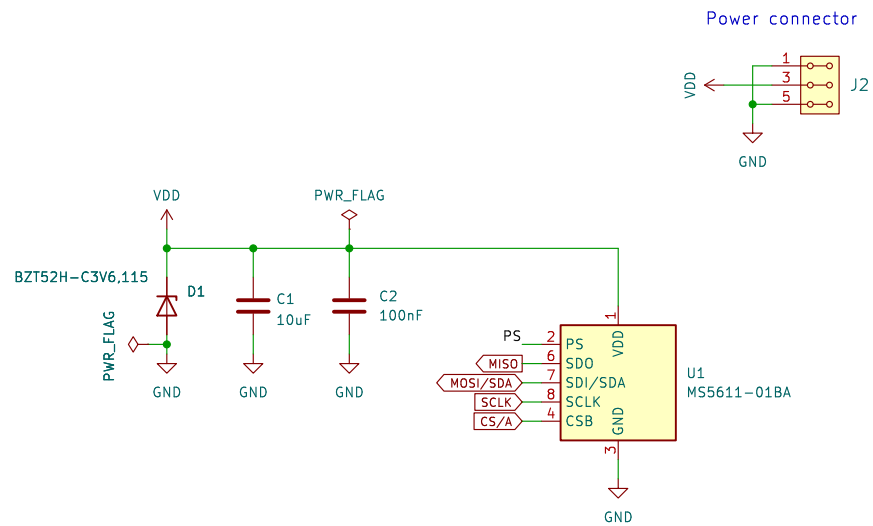 Power connector
1
VDD
3
J2
5
GND
VDD
PWR_FLAG
BZT52H-C3V6,115
D1
C1
10uF
C2
100nF
PWR_FLAG
GND
GND
GND
1
VDD
PS
2
PS
MISO
6
SDO
MOSI/SDA
7
SDI/SDA
SCLK
8
SCLK
CS/A
4
CSB
GND
3
U1
MS5611-01BA
GND